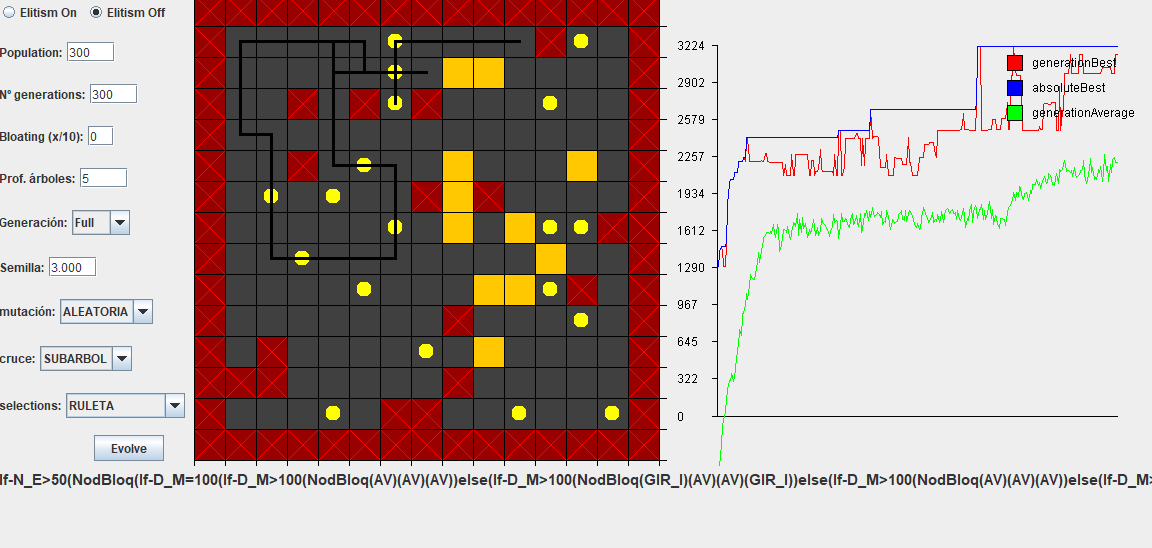 Elitism On Elitism Off
Population: 300
Nº generations: 300
Bloating (x/10): 0
Prof. árboles: 5
Generación: Full
Semilla: 3.000
mutación: ALEATORIA
cruce: SUBARBOL
selections: RULETA
Evolve
3224
2902
2579
2257
1934
1612
1290
967
645
322
0
generationBest
absoluteBest
generationAverage
If-N_E>50(NodBloq(If-D_M=100(If-D_M>100(NodBloq(AV)(AV)(AV))else(If-D_M>100(NodBloq(GIR_I)(AV)(AV)(GIR_I))else(If-D_M>100(NodBloq(AV)(AV)(AV))else(If-D_M>